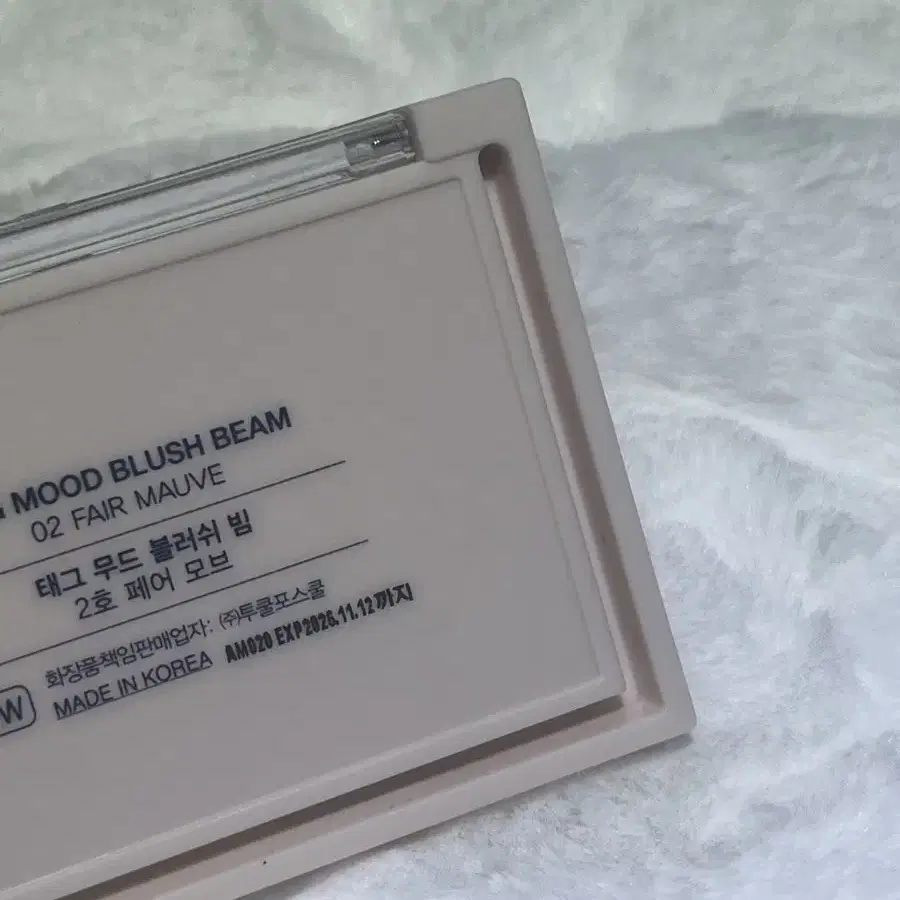 MOOD BLUSH BEAM
02 FAIR MAUVE
태그 무드 블러쉬 빔
2호 페어 모브
화장품책임판매업자: ㈜투쿨포스쿨
MADE IN KOREA AM020 EXP2026.11.12까지
W